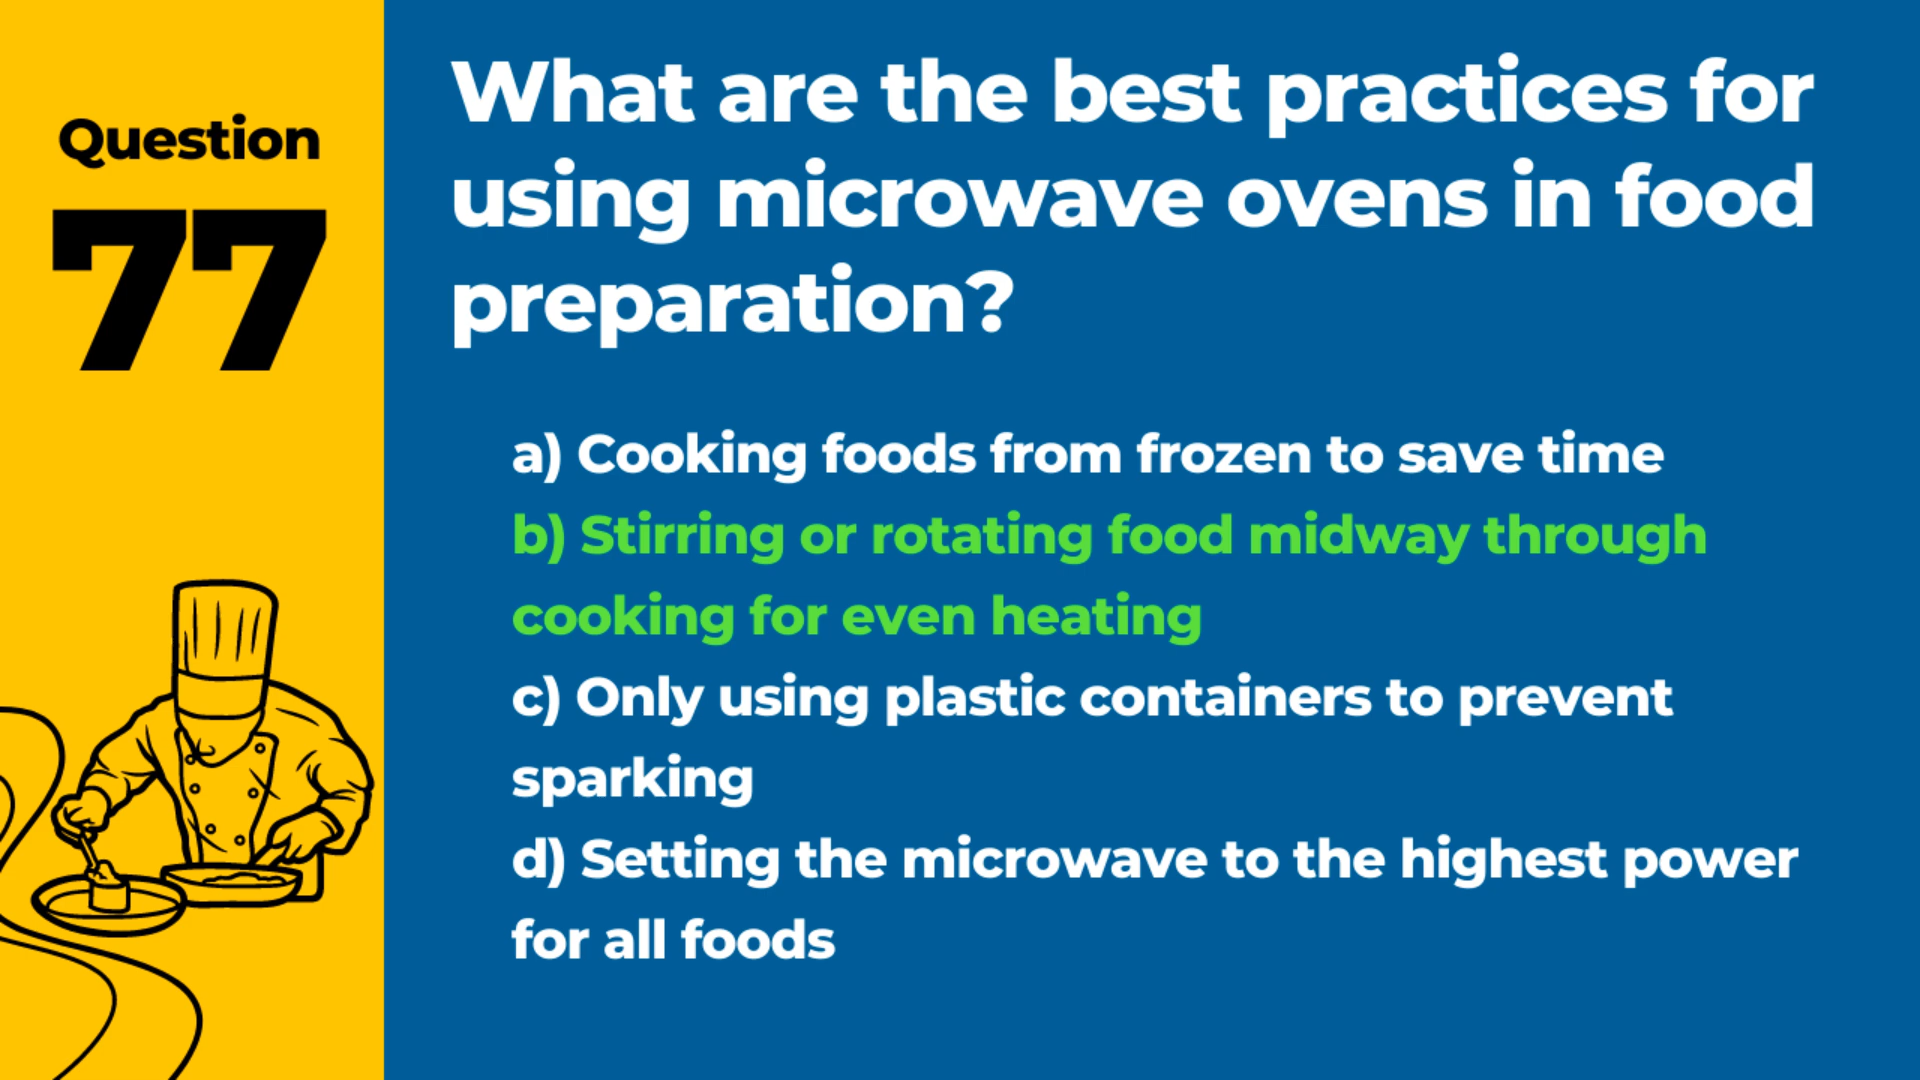 Question
77
What are the best practices for
using microwave ovens in food
preparation?
a) Cooking foods from frozen to save time
b) Stirring or rotating food midway through
cooking for even heating
c) Only using plastic containers to prevent
sparking
d) Setting the microwave to the highest power
for all foods